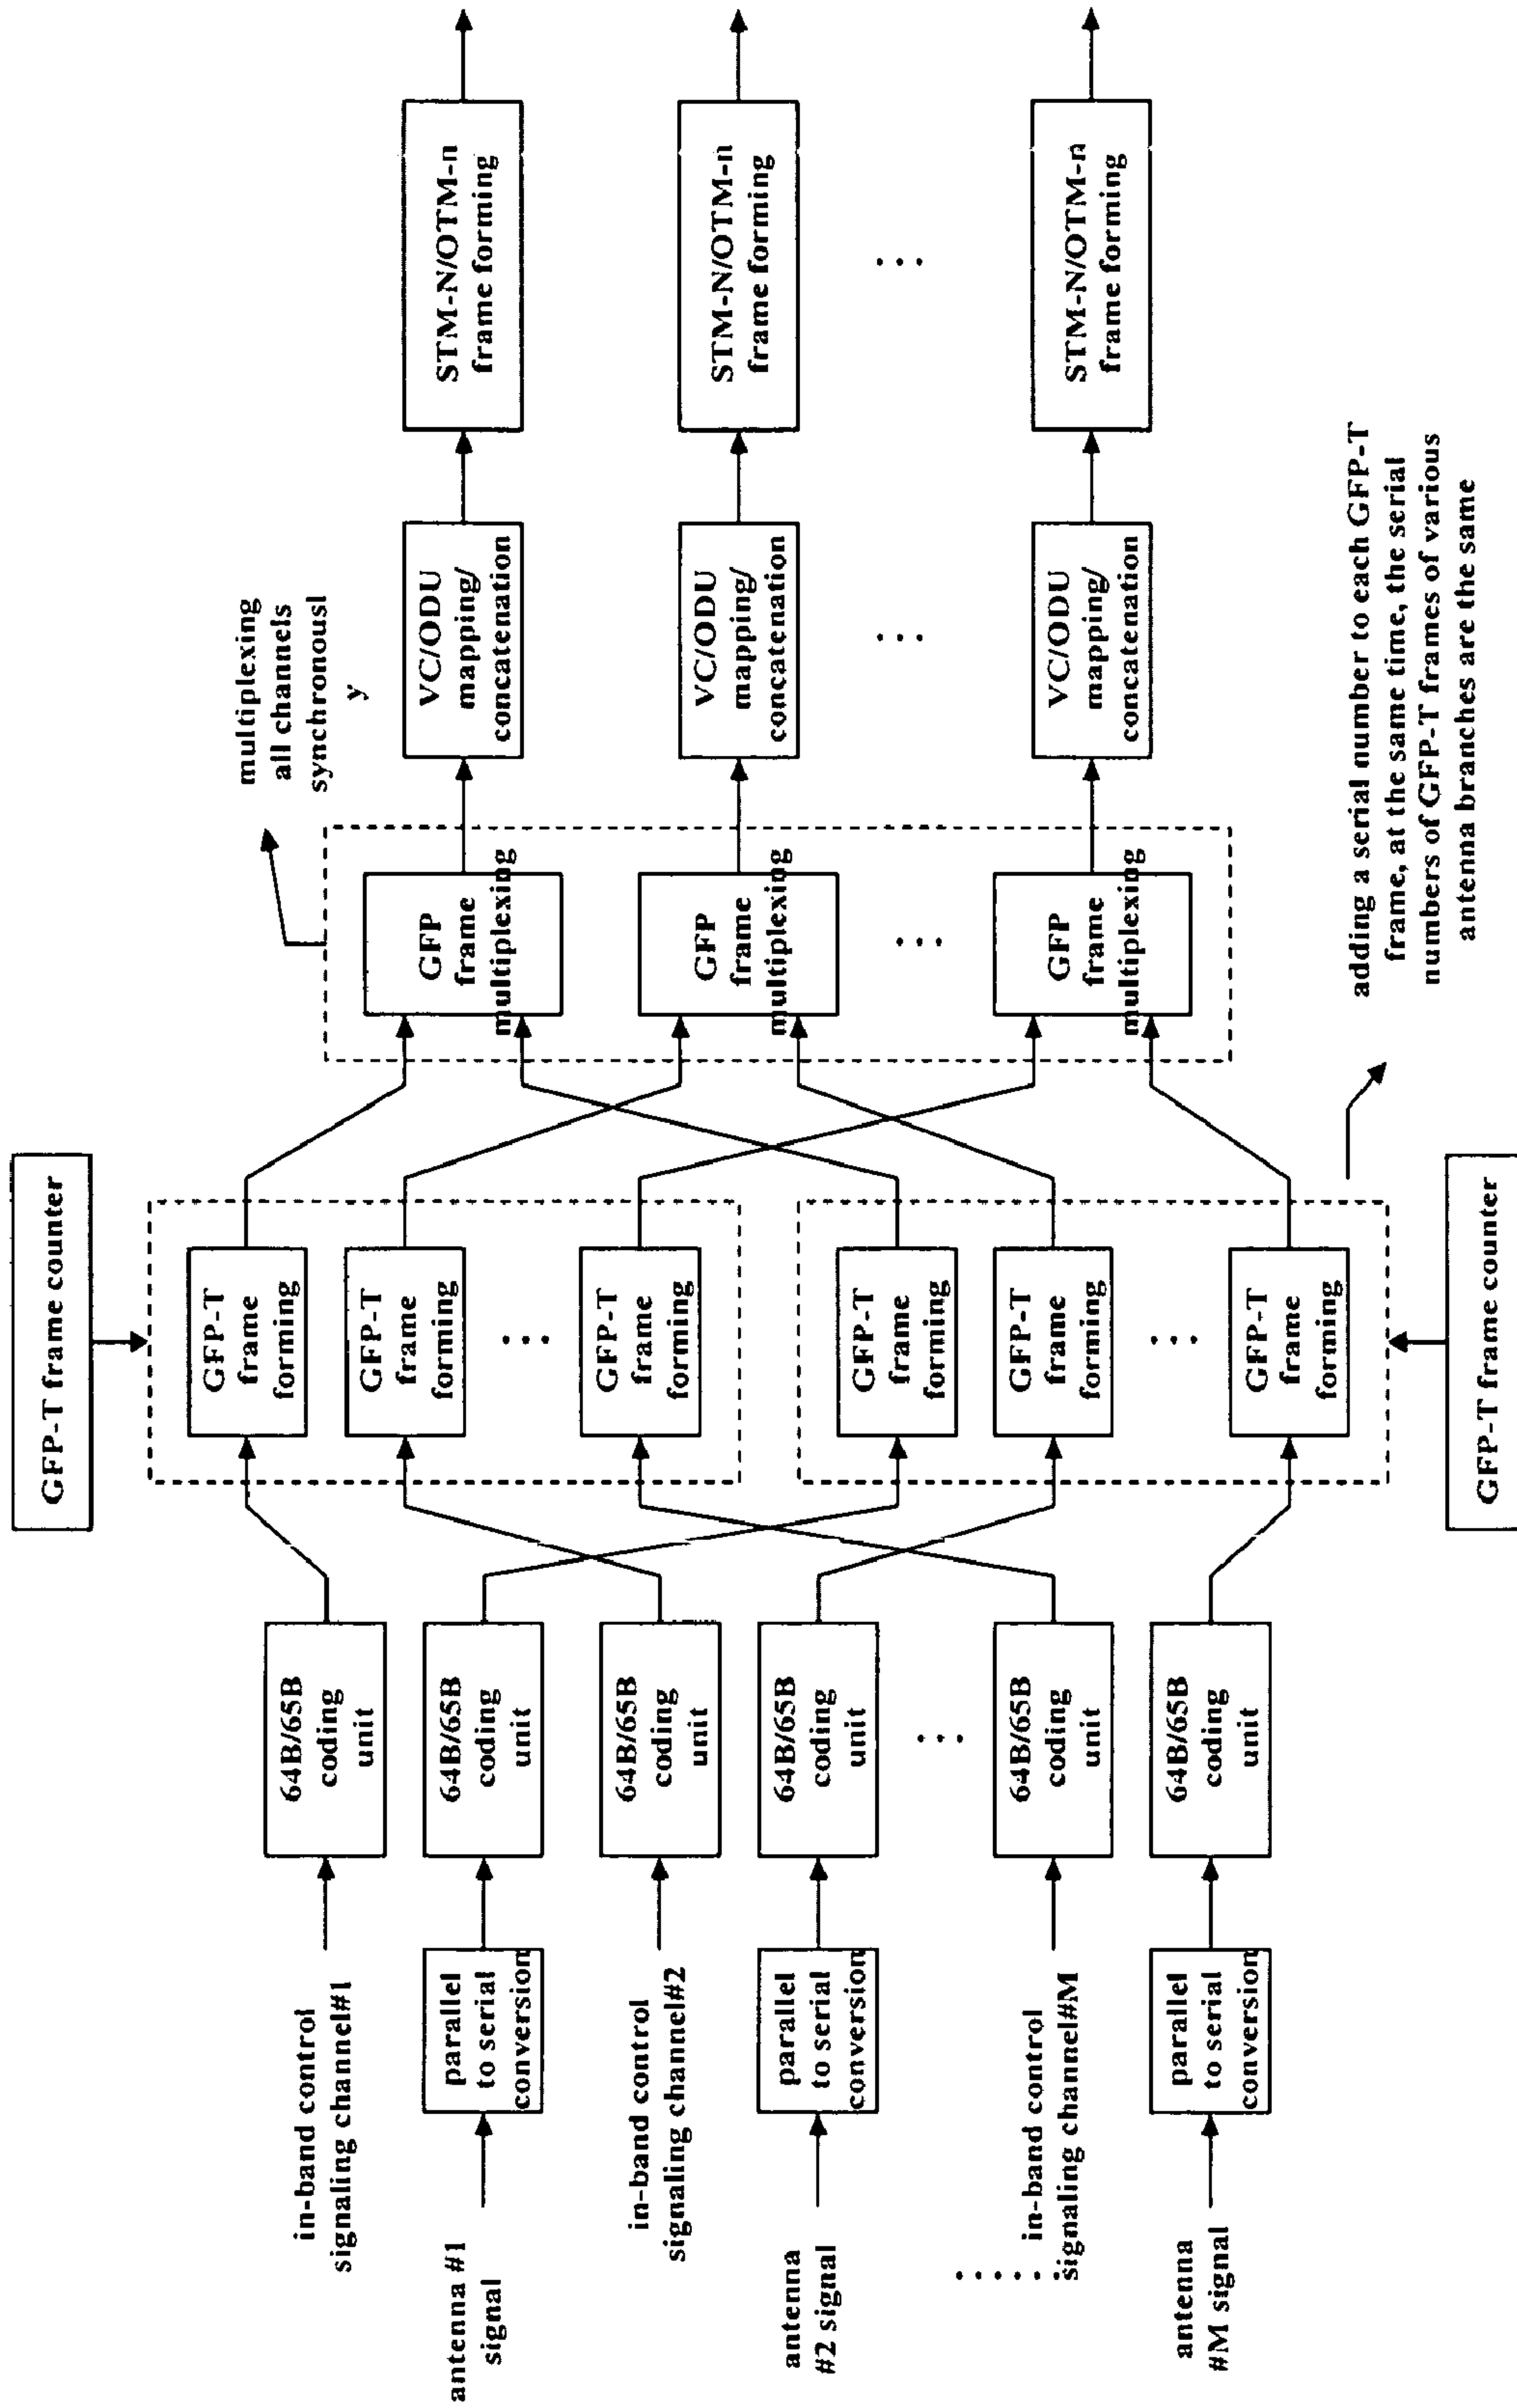 in-band control
signaling channel#1
antenna #1
signal
in-band control
signaling channel#2
antenna
#2 signal
......
in-band control
signaling channel#M
antenna
#M signal
parallel
to serial
conversion
parallel
to serial
conversion
parallel
to serial
conversion
64B/65B
coding
unit
64B/65B
coding
unit
64B/65B
coding
unit
64B/65B
coding
unit
...
64B/65B
coding
unit
64B/65B
coding
unit
GFP-T frame counter
GFP-T
frame
forming
GFP-T
frame
forming
...
GFP-T
frame
forming
GFP-T
frame
forming
GFP-T
frame
forming
...
GFP-T
frame
forming
GFP-T frame counter
adding a serial number to each GFP-T
frame, at the same time, the serial
numbers of GFP-T frames of various
antenna branches are the same
multiplexing
all channels
synchronousl
y
GFP
frame
multiplexing
GFP
frame
multiplexing
...
GFP
frame
multiplexing
VC/ODU
mapping/
concatenation
VC/ODU
mapping/
concatenation
...
VC/ODU
mapping/
concatenation
STM-N/OTM-n
frame forming
STM-N/OTM-n
frame forming
...
STM-N/OTM-n
frame forming